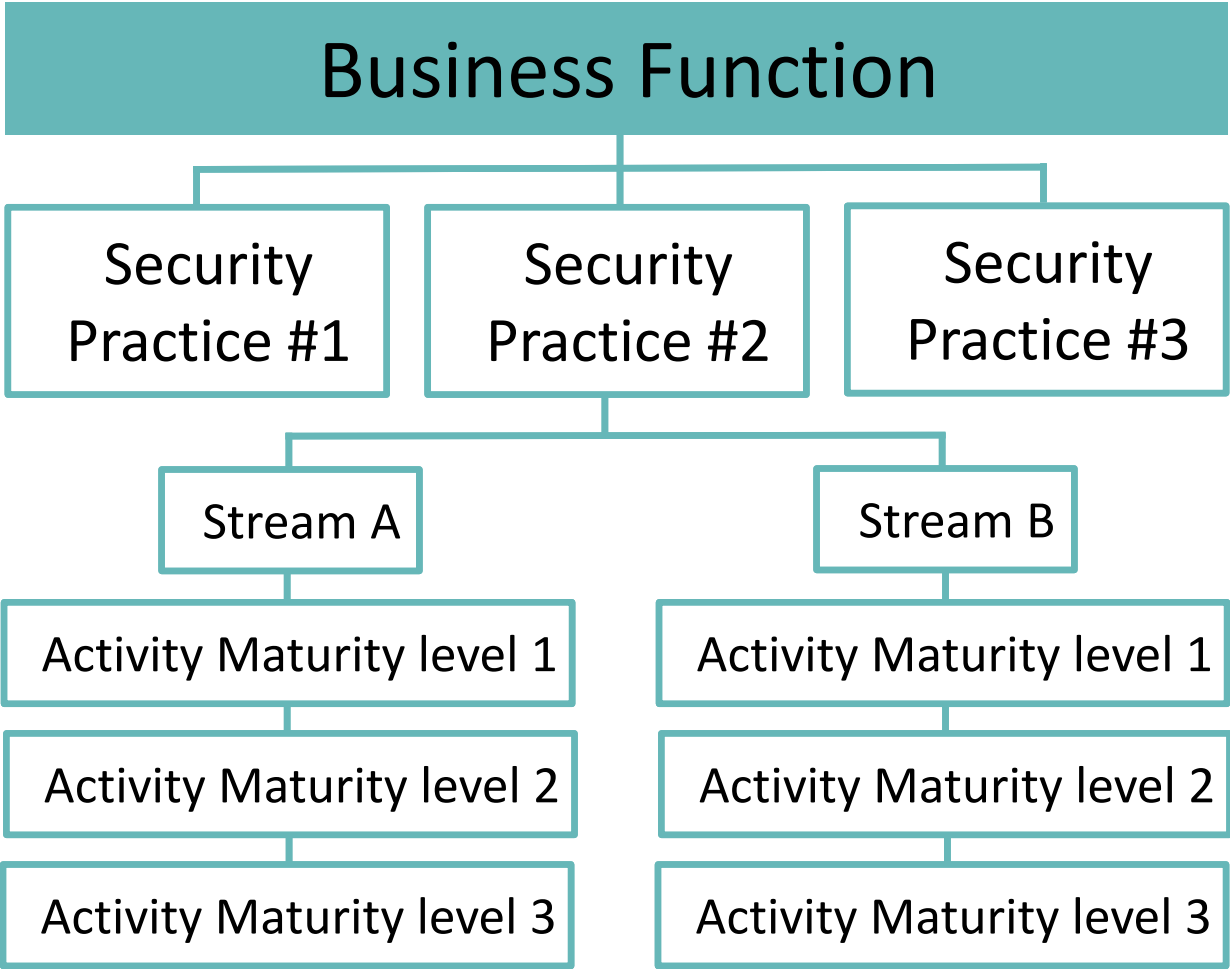 Business Function
Security
Practice #1
Security
Practice #2
Security
Practice #3
Stream A
Stream B
Activity Maturity level 1
Activity Maturity level 1
Activity Maturity level 2
Activity Maturity level 2
Activity Maturity level 3
Activity Maturity level 3